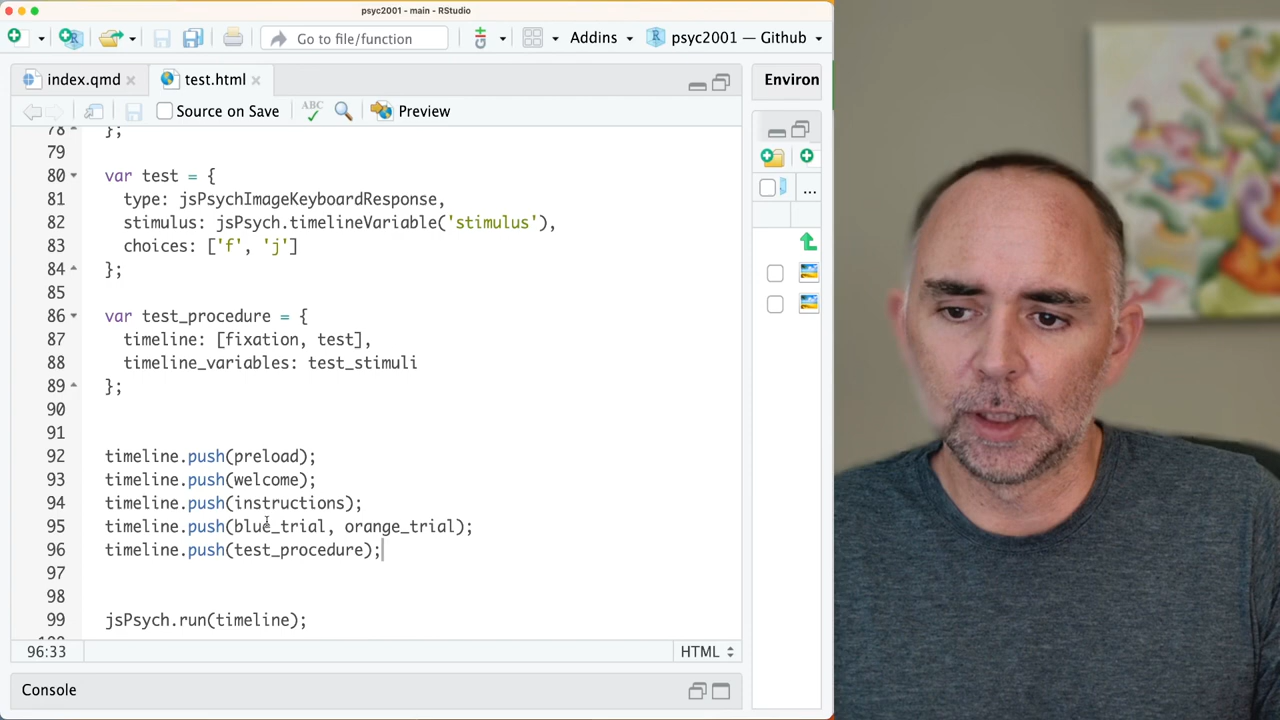 psyc2001 - main - RStudio
Go to file/function
Addins
psyc2001 — Github
index.qmd
test.html
Environ
Source on Save
ABC
Preview
78 };
79
80 var test = {
81 type: jsPsychImageKeyboardResponse,
82 stimulus: jsPsych.timelineVariable('stimulus'),
83 choices: ['f', 'j']
84 };
85
86 var test_procedure = {
87 timeline: [fixation, test],
88 timeline_variables: test_stimuli
89 };
90
91
92 timeline.push(preload);
93 timeline.push(welcome);
94 timeline.push(instructions);
95 timeline.push(blue_trial, orange_trial);
96 timeline.push(test_procedure);
97
98
99 jsPsych.run(timeline);
...
96:33
HTML
Console